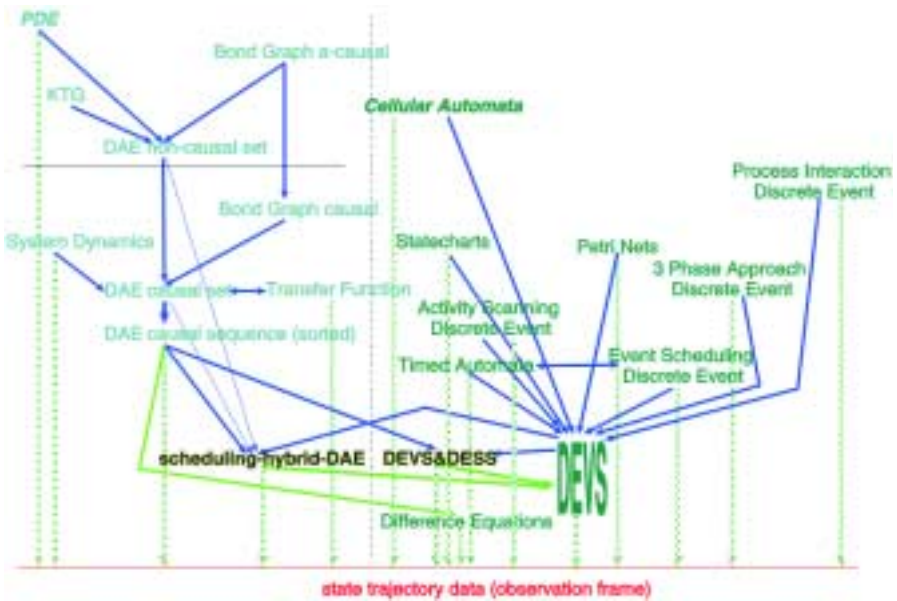 PDE
Bond Graph a-causal
KTG
Cellular Automata
DAE non-causal set
Process Interaction
Discrete Event
Bond Graph causal
System Dynamics
Statecharts
Petri Nets
3 Phase Approach
Discrete Event
DAE causal set
Transfer Function
Activity Scanning
Discrete Event
DAE causal sequence (sorted)
Timed Automata
Event Scheduling
Discrete Event
scheduling-hybrid-DAE
DEVS&DESS
DEVS
Difference Equations
state trajectory data (observation frame)